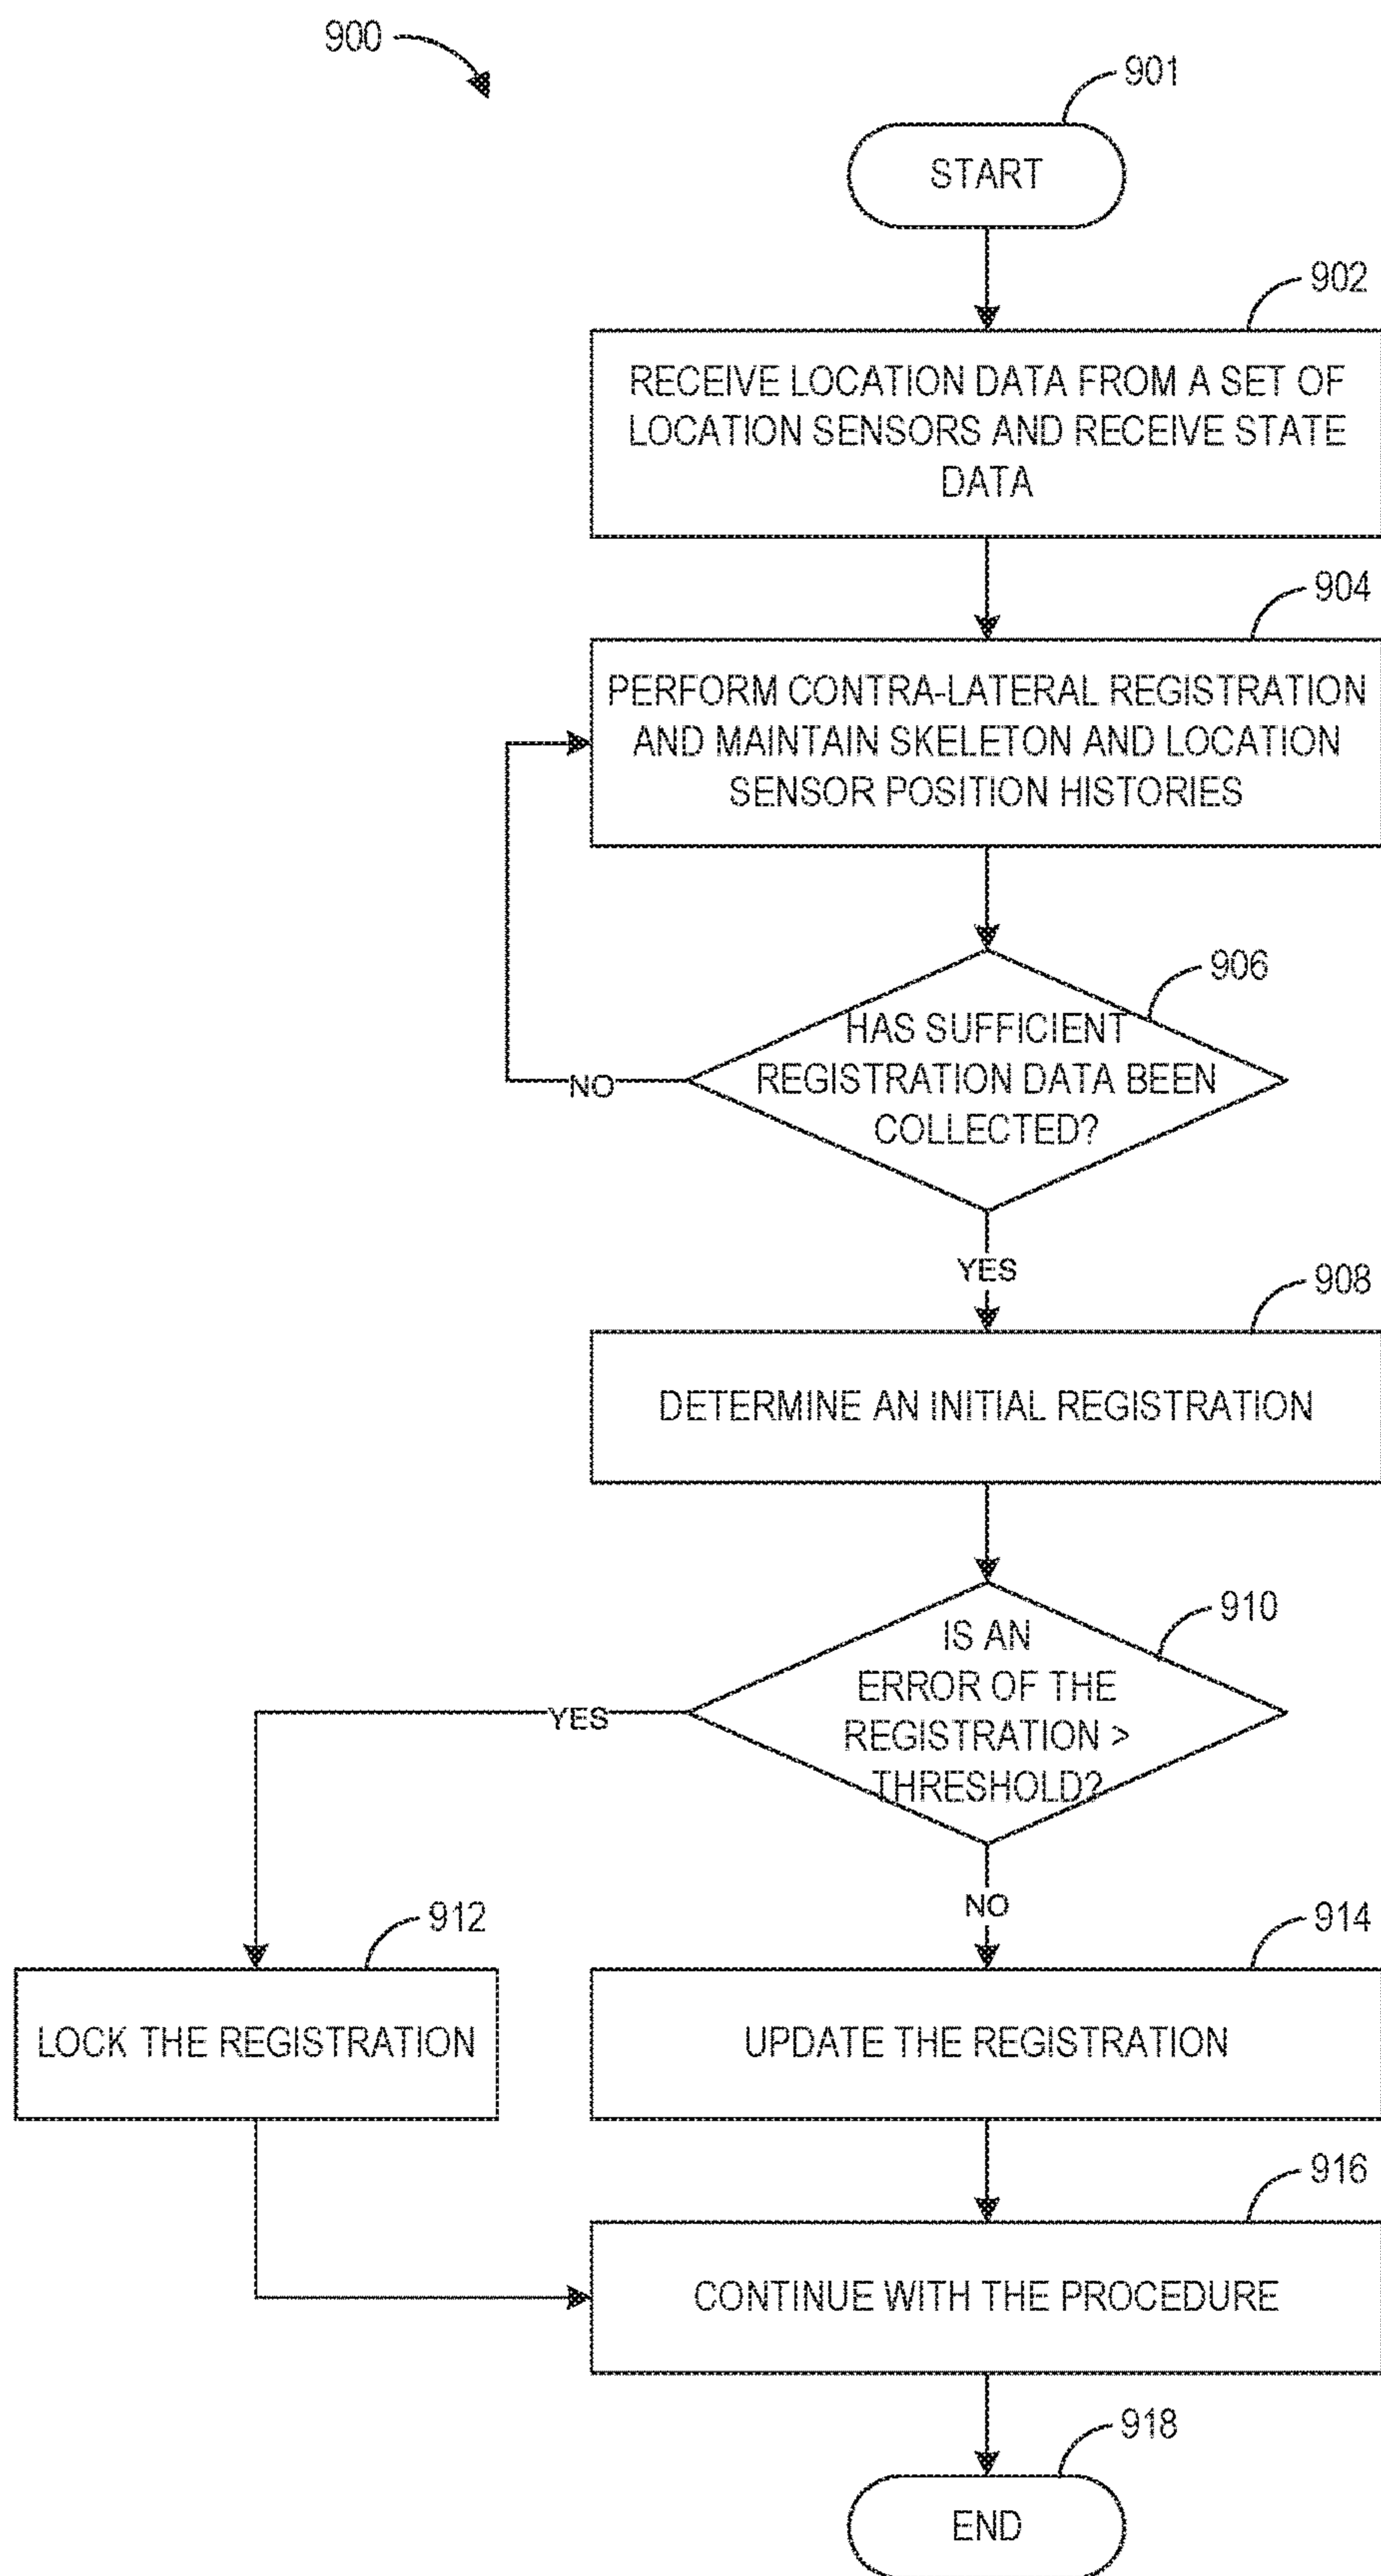 900
901
START
902
RECEIVE LOCATION DATA FROM A SET OF
LOCATION SENSORS AND RECEIVE STATE
DATA
904
PERFORM CONTRA-LATERAL REGISTRATION
AND MAINTAIN SKELETON AND LOCATION
SENSOR POSITION HISTORIES
906
HAS SUFFICIENT
REGISTRATION DATA BEEN
COLLECTED?
NO
YES
908
DETERMINE AN INITIAL REGISTRATION
910
IS AN
ERROR OF THE
REGISTRATION >
THRESHOLD?
YES
NO
912
LOCK THE REGISTRATION
914
UPDATE THE REGISTRATION
916
CONTINUE WITH THE PROCEDURE
918
END